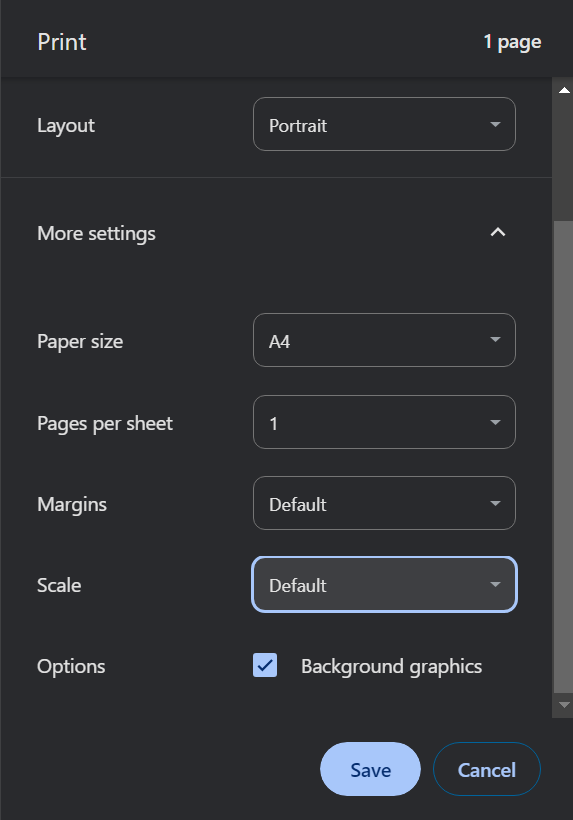 Print
1 page
Layout
Portrait
More settings
Paper size
A4
Pages per sheet
1
Margins
Default
Scale
Default
Options
Background graphics
Save
Cancel